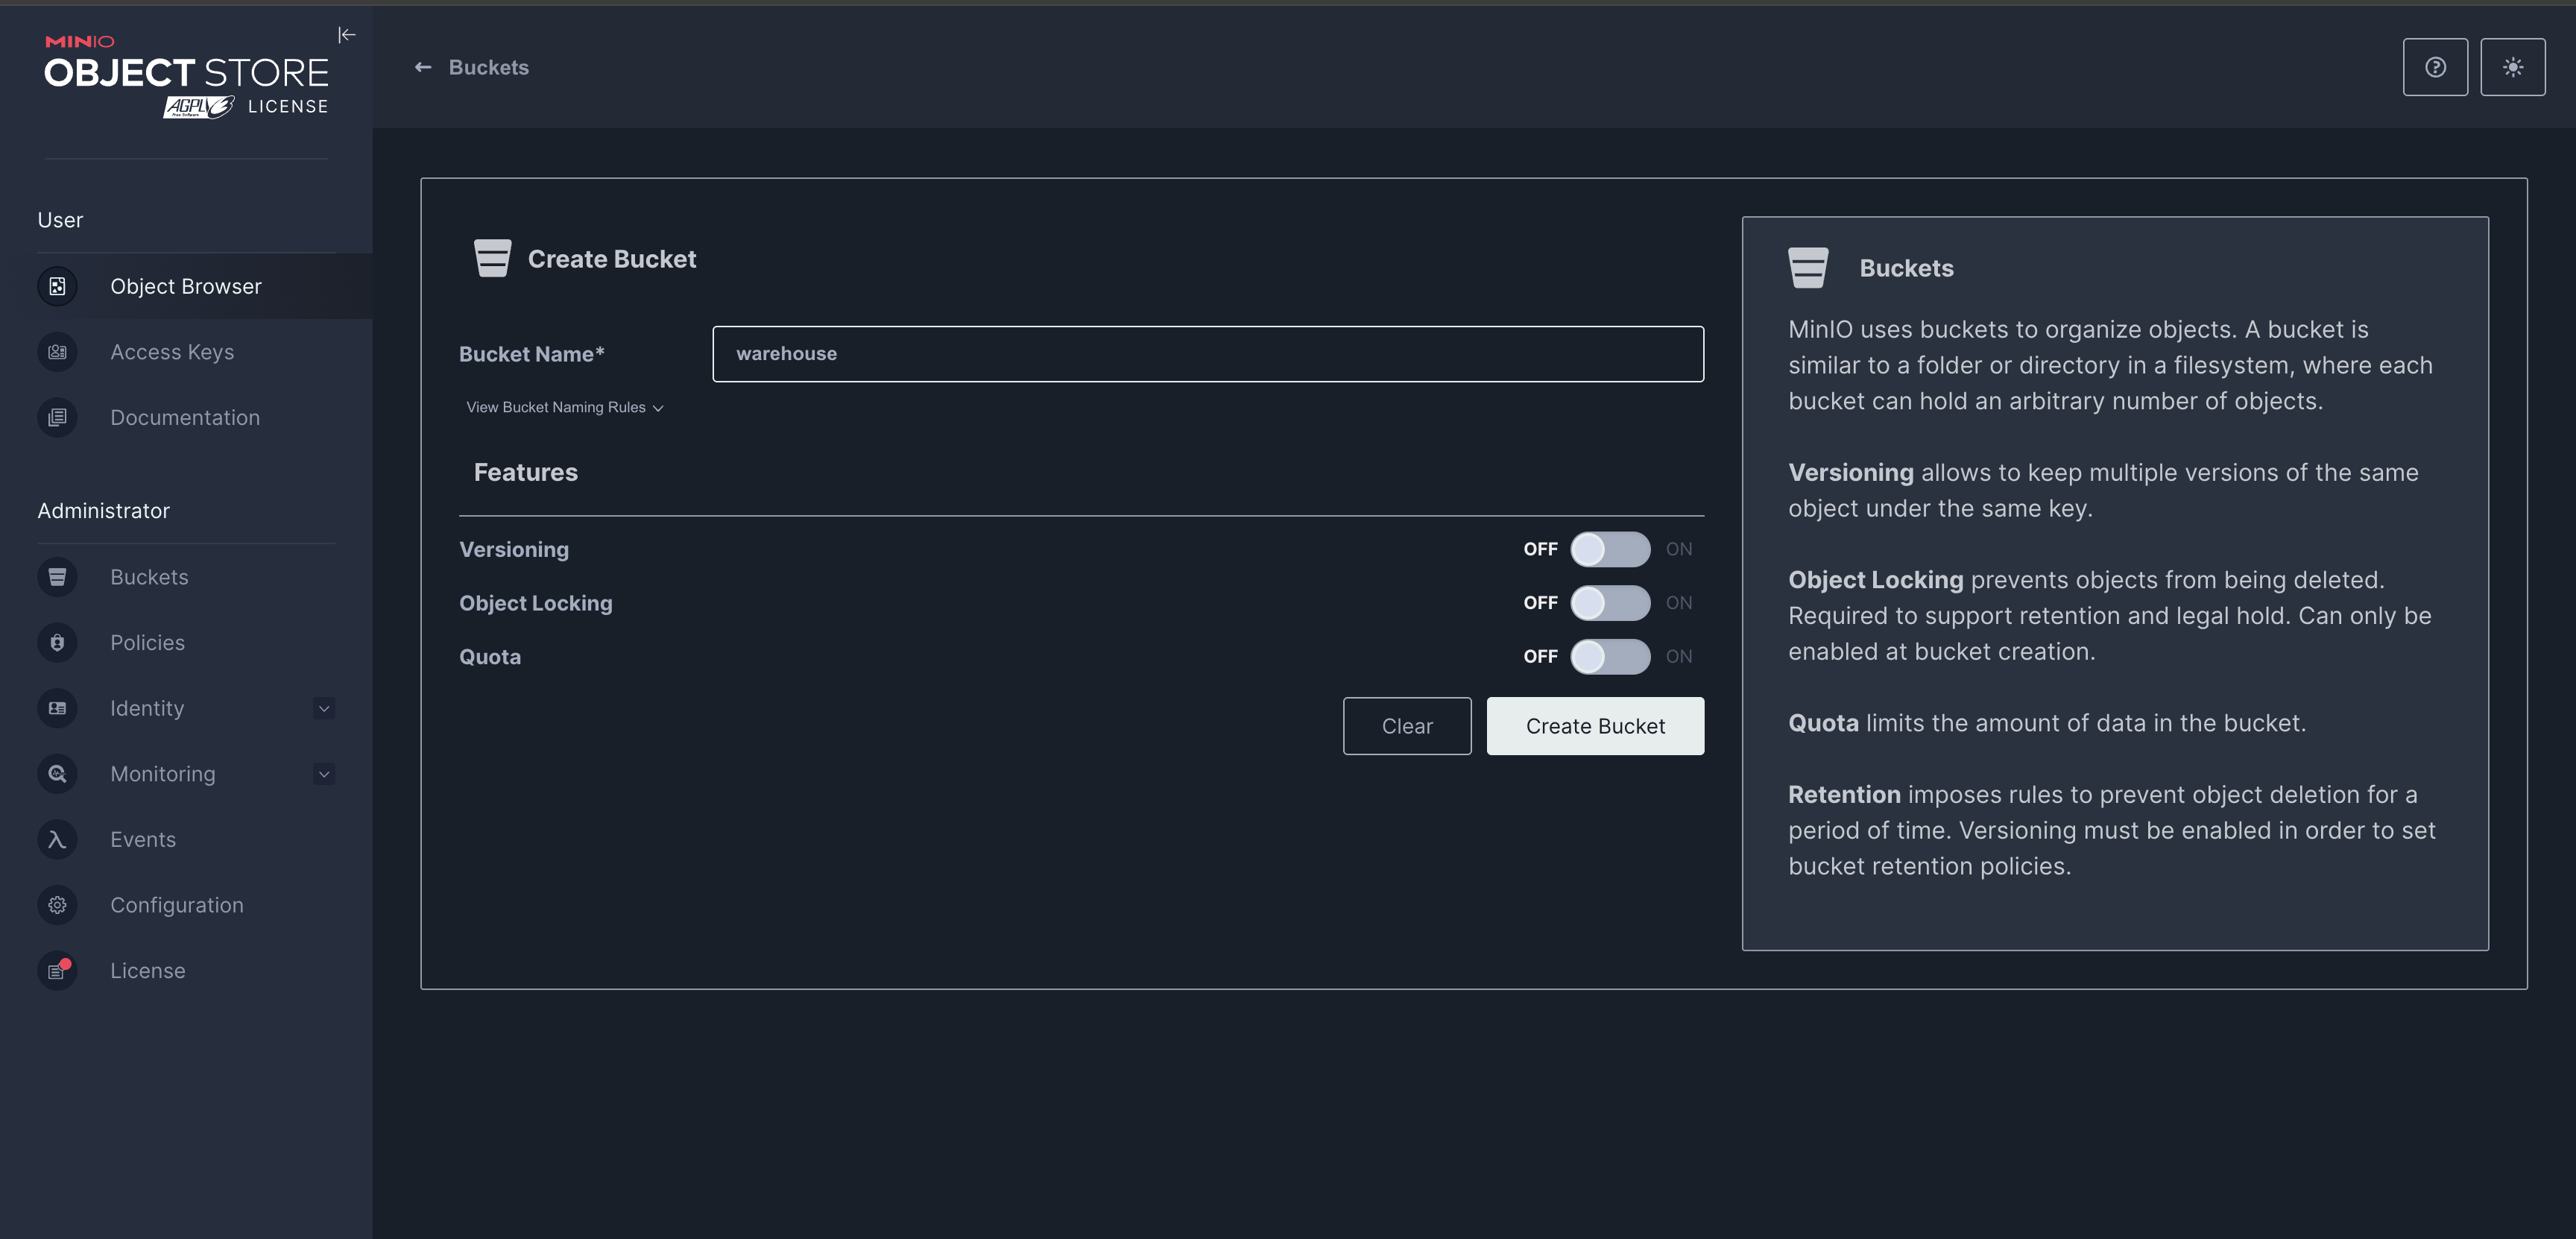 MINIO
OBJECT STORE
AGPLv3 LICENSE
Free Software
User
Object Browser
Access Keys
Documentation
Administrator
Buckets
Policies
Identity
Monitoring
Events
Configuration
License
Buckets
Create Bucket
Bucket Name*
warehouse
View Bucket Naming Rules
Features
Versioning
OFF ON
Object Locking
OFF ON
Quota
OFF ON
Clear
Create Bucket
Buckets
MinIO uses buckets to organize objects. A bucket is
similar to a folder or directory in a filesystem, where each
bucket can hold an arbitrary number of objects.
Versioning allows to keep multiple versions of the same
object under the same key.
Object Locking prevents objects from being deleted.
Required to support retention and legal hold. Can only be
enabled at bucket creation.
Quota limits the amount of data in the bucket.
Retention imposes rules to prevent object deletion for a
period of time. Versioning must be enabled in order to set
bucket retention policies.